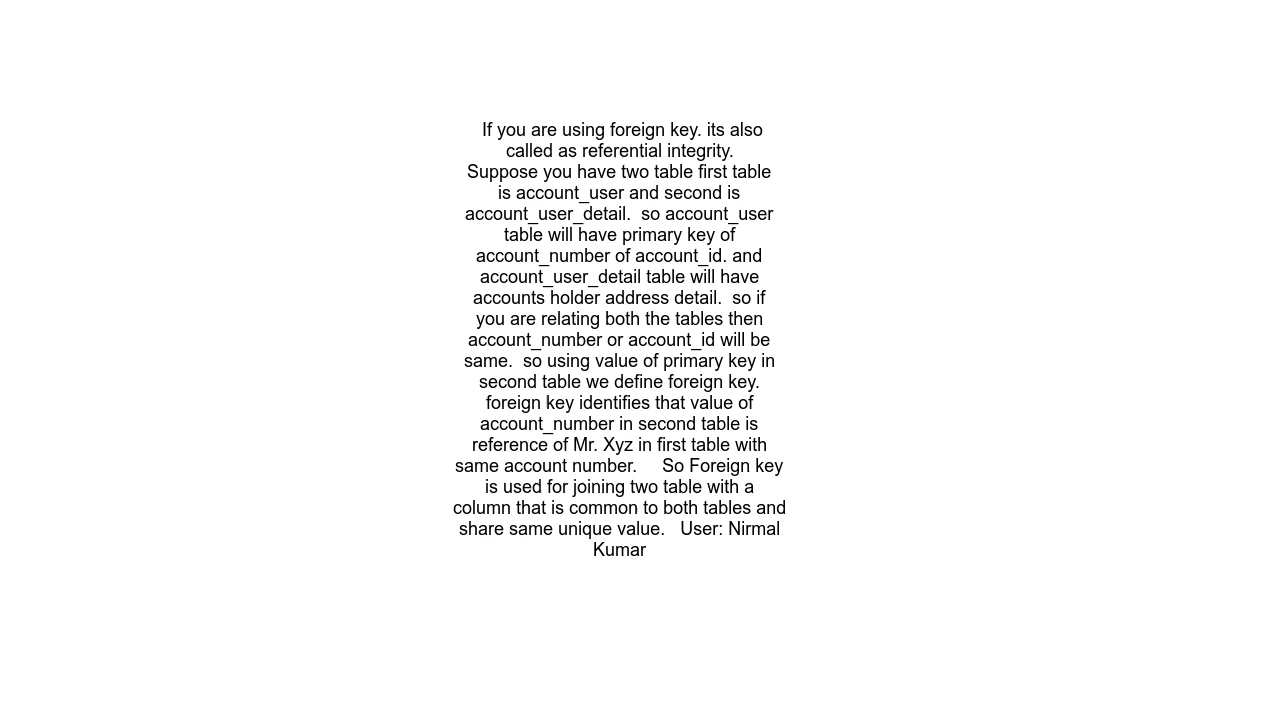 If you are using foreign key. its also
called as referential integrity.
Suppose you have two table first table
is account_user and second is
account_user_detail.  so account_user
table will have primary key of
account_number of account_id. and
account_user_detail table will have
accounts holder address detail.  so if
you are relating both the tables then
account_number or account_id will be
same.  so using value of primary key in
second table we define foreign key.
foreign key identifies that value of
account_number in second table is
reference of Mr. Xyz in first table with
same account number.     So Foreign key
is used for joining two table with a
column that is common to both tables and
share same unique value.   User: Nirmal
Kumar